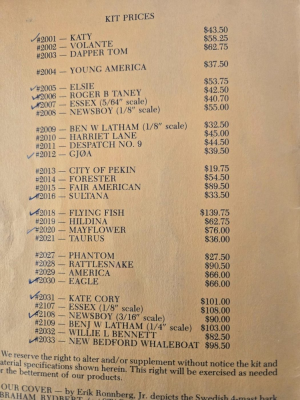 KIT PRICES
#2001 — KATY $43.50
#2002 — VOLANTE $58.25
#2003 — DAPPER TOM $62.75
#2004 — YOUNG AMERICA $37.50
#2005 — ELSIE $53.75
#2006 — ROGER B TANEY $42.50
#2007 — ESSEX (5/64" scale) $40.70
#2008 — NEWSBOY (1/8" scale) $55.00
#2009 — BEN W LATHAM (1/8" scale) $32.50
#2010 — HARRIET LANE $45.00
#2011 — DESPATCH NO. 9 $44.50
#2012 — GJØA $39.50
#2013 — CITY OF PEKIN $19.75
#2014 — FORESTER $54.50
#2015 — FAIR AMERICAN $89.50
#2016 — SULTANA $33.50
#2018 — FLYING FISH $139.75
#2019 — HILDINA $62.75
#2020 — MAYFLOWER $76.00
#2021 — TAURUS $36.00
#2027 — PHANTOM $27.50
#2028 — RATTLESNAKE $90.50
#2029 — AMERICA $66.00
#2030 — EAGLE $66.00
#2031 — KATE CORY $101.00
#2107 — ESSEX (1/8" scale) $108.00
#2108 — NEWSBOY (3/16" scale) $90.00
#2109 — BENJ W LATHAM (1/4" scale) $103.00
#2032 — WILLIE L BENNETT $82.50
#2033 — NEW BEDFORD WHALEBOAT $98.50
We reserve the right to alter and/or supplement without notice the kit and
material specifications shown herein. This right will be exercised as needed
r the betterment of our products.
OUR COVER — by Erik Ronnberg, Jr. depicts the Swedish 4-mast bark